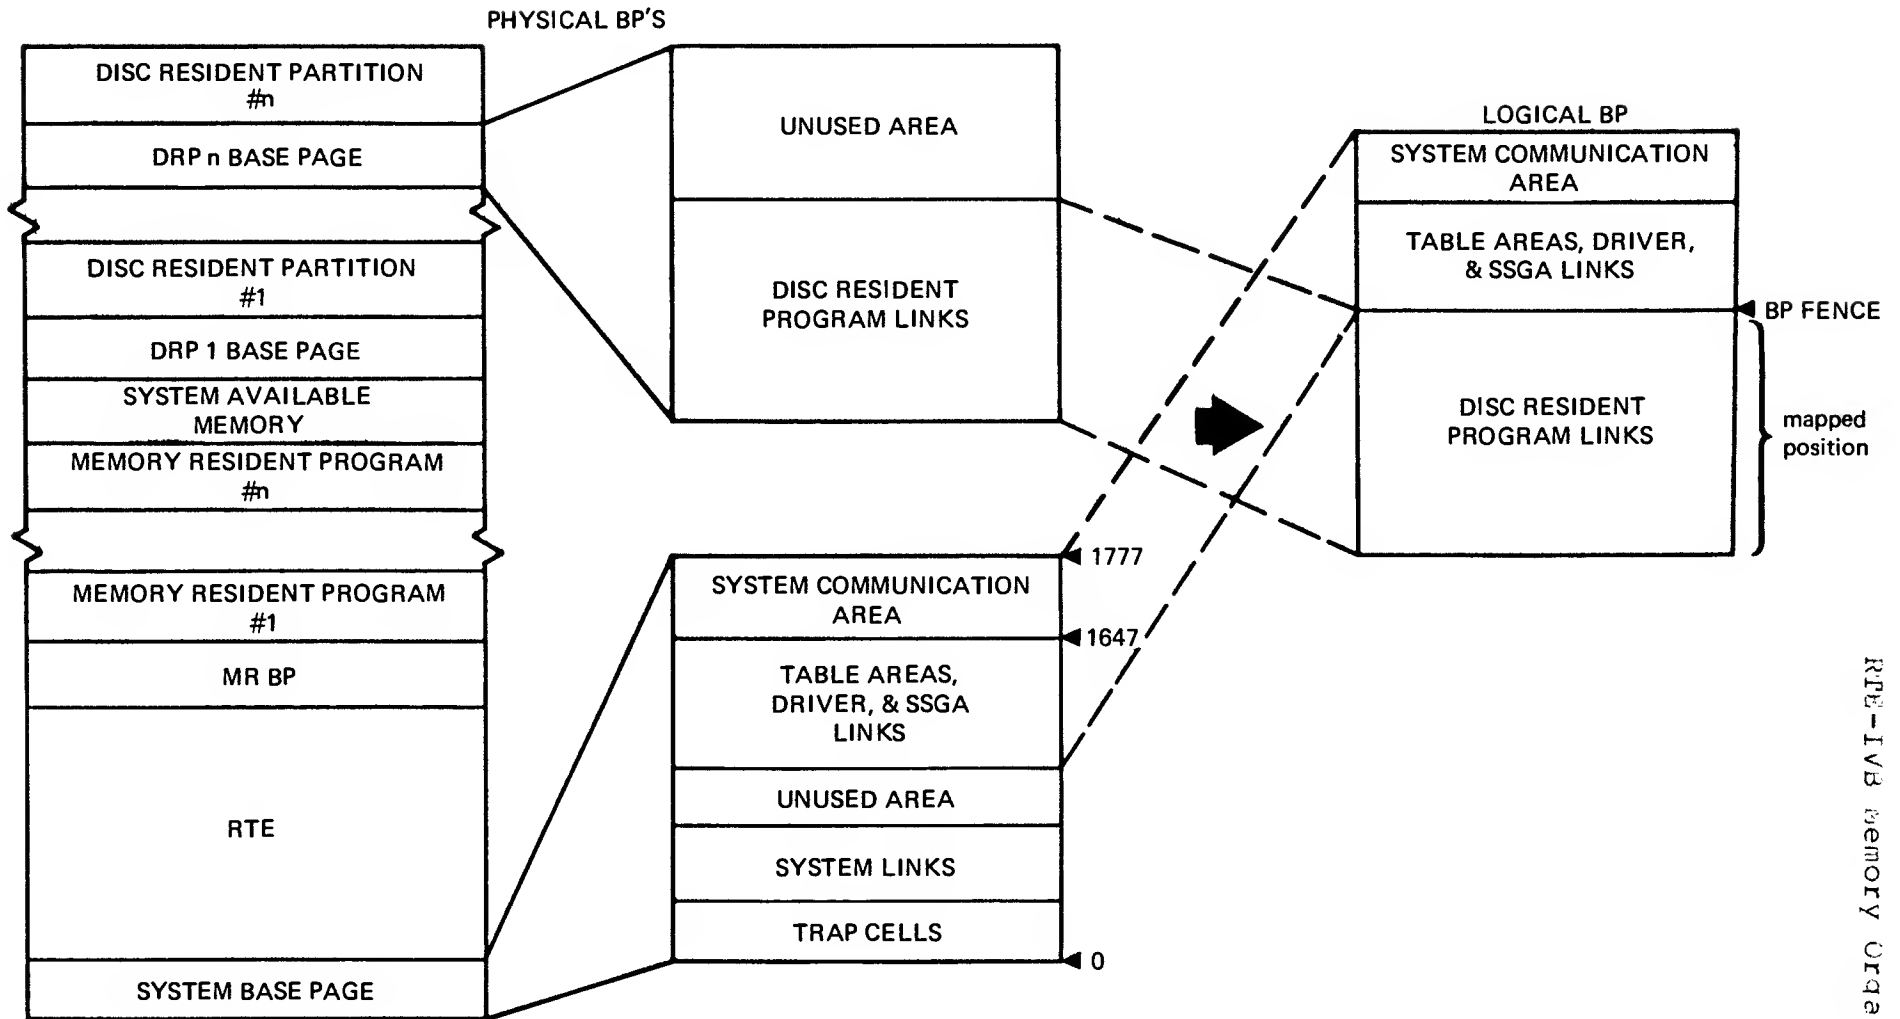 PHYSICAL BP'S
DISC RESIDENT PARTITION
#n
DRP n BASE PAGE
DISC RESIDENT PARTITION
#1
DRP 1 BASE PAGE
SYSTEM AVAILABLE
MEMORY
MEMORY RESIDENT PROGRAM
#n
MEMORY RESIDENT PROGRAM
#1
MR BP
RTE
SYSTEM BASE PAGE
UNUSED AREA
DISC RESIDENT
PROGRAM LINKS
1777
SYSTEM COMMUNICATION
AREA
1647
TABLE AREAS,
DRIVER, & SSGA
LINKS
UNUSED AREA
SYSTEM LINKS
TRAP CELLS
0
LOGICAL BP
SYSTEM COMMUNICATION
AREA
TABLE AREAS, DRIVER,
& SSGA LINKS
BP FENCE
DISC RESIDENT
PROGRAM LINKS
mapped
position
RTE-IVB Memory Orga